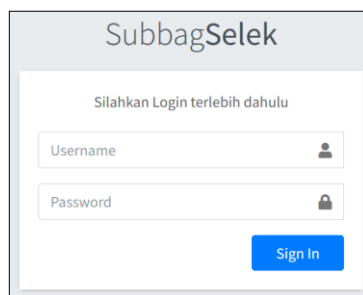 SubbagSelek
Silahkan Login terlebih dahulu
Username
Password
Sign In